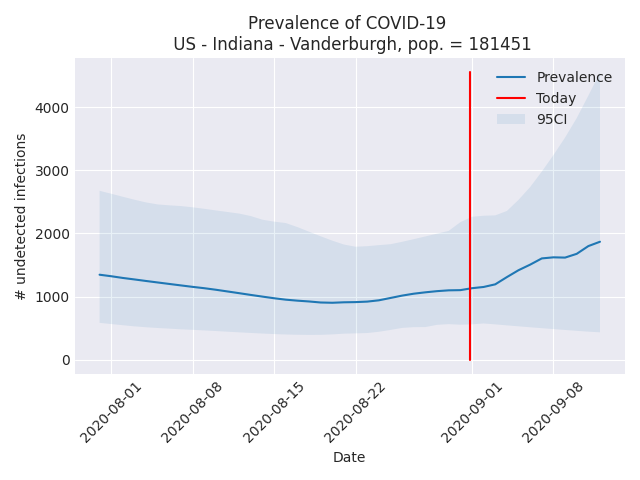 Prevalence of COVID-19
US - Indiana - Vanderburgh, pop. = 181451
Prevalence
Today
95CI
4000
3000
2000
1000
0
# undetected infections
2020-08-01
2020-08-08
2020-08-15
2020-08-22
2020-09-01
2020-09-08
Date